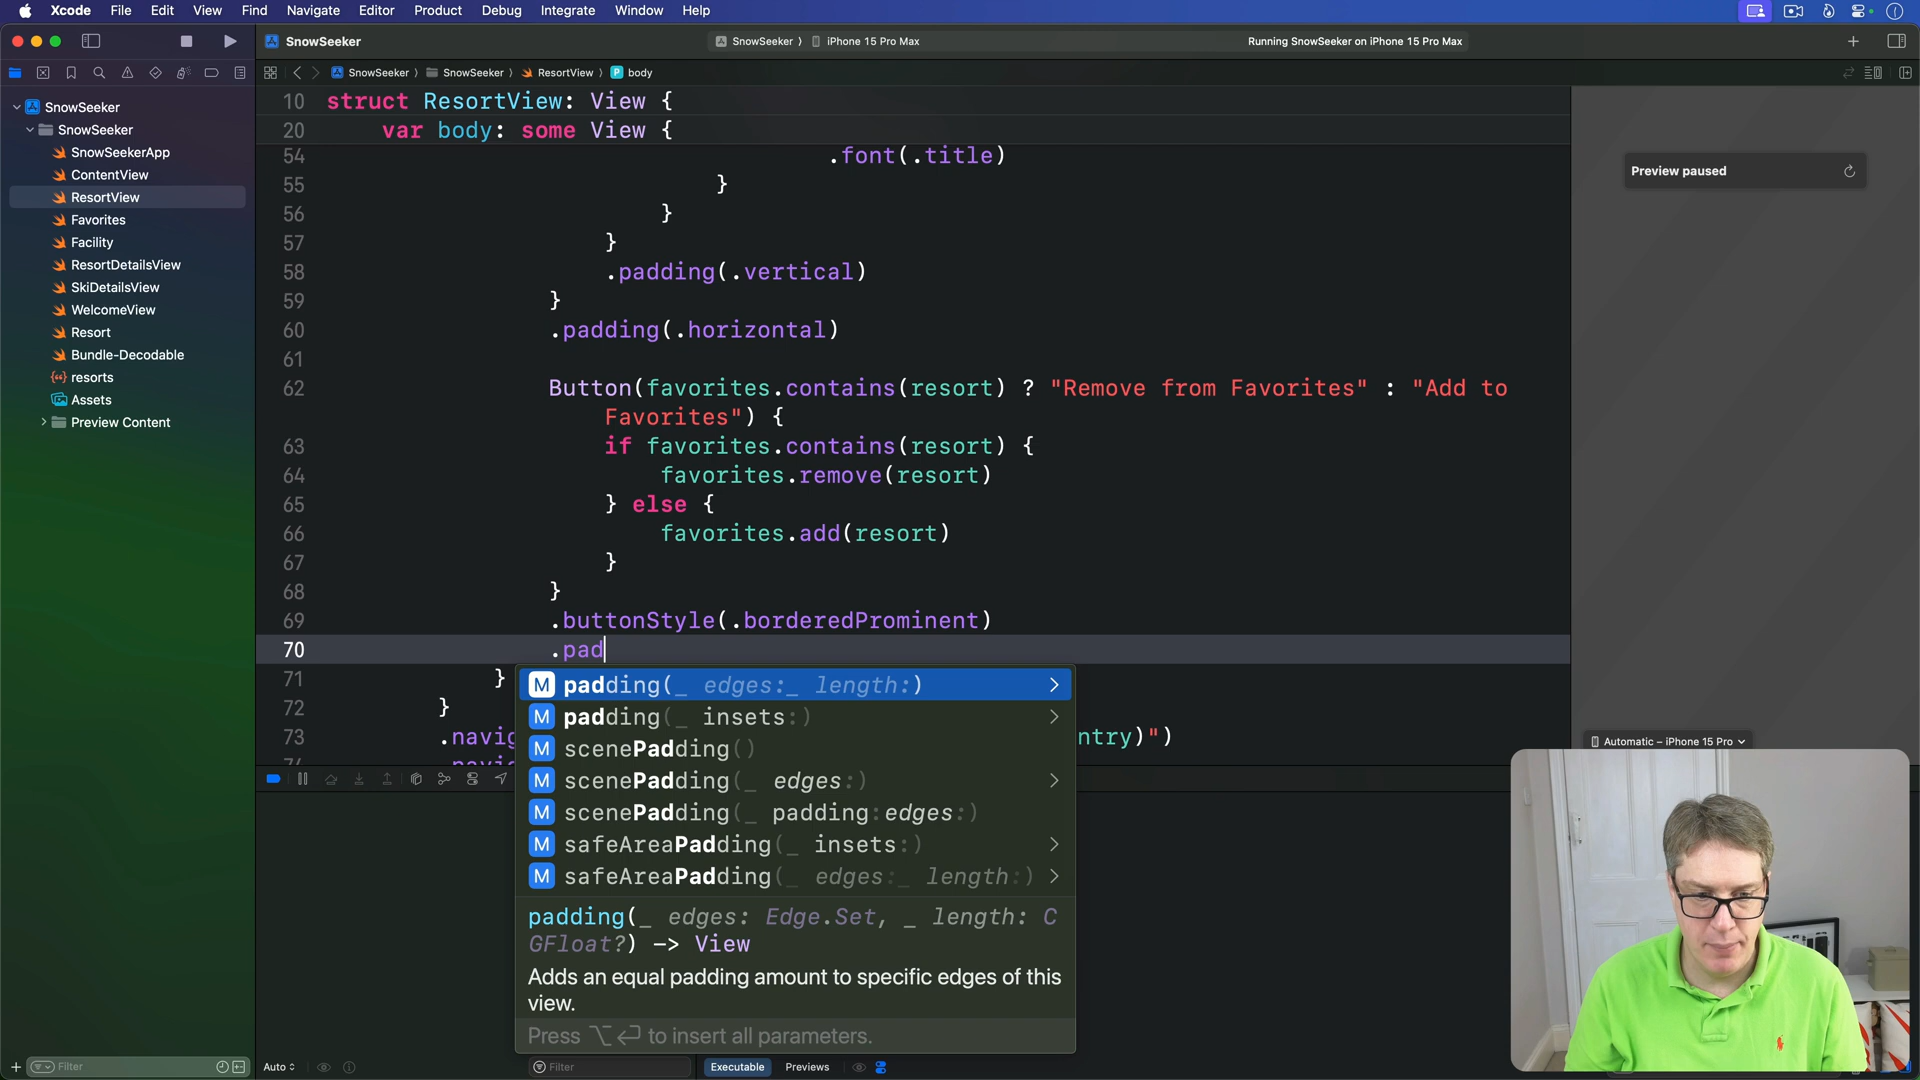 Xcode File Edit View Find Navigate Editor Product Debug Integrate Window Help
SnowSeeker
SnowSeeker 〉 iPhone 15 Pro Max
Running SnowSeeker on iPhone 15 Pro Max
SnowSeeker 〉 SnowSeeker 〉 ResortView 〉 P body
SnowSeeker
SnowSeeker
SnowSeekerApp
ContentView
ResortView
Favorites
Facility
ResortDetailsView
SkiDetailsView
WelcomeView
Resort
Bundle-Decodable
resorts
Assets
Preview Content
Filter
10 struct ResortView: View {
20 var body: some View {
54 .font(.title)
55 }
56 }
57 }
58 .padding(.vertical)
59 }
60 .padding(.horizontal)
61
62 Button(favorites.contains(resort) ? "Remove from Favorites" : "Add to
Favorites") {
63 if favorites.contains(resort) {
64 favorites.remove(resort)
65 } else {
66 favorites.add(resort)
67 }
68 }
69 .buttonStyle(.borderedProminent)
70 .pad
71 }
72 }
73 .navig
ntry)")
M padding(_ edges:_ length:)
M padding(_ insets:)
M scenePadding()
M scenePadding(_ edges:)
M scenePadding(_ padding:edges:)
M safeAreaPadding(_ insets:)
M safeAreaPadding(_ edges:_ length:)
padding(_ edges: Edge.Set, _ length: C
GFloat?) -> View
Adds an equal padding amount to specific edges of this
view.
Press ⌥↩ to insert all parameters.
Preview paused
Automatic – iPhone 15 Pro
Auto
Filter
Executable
Previews